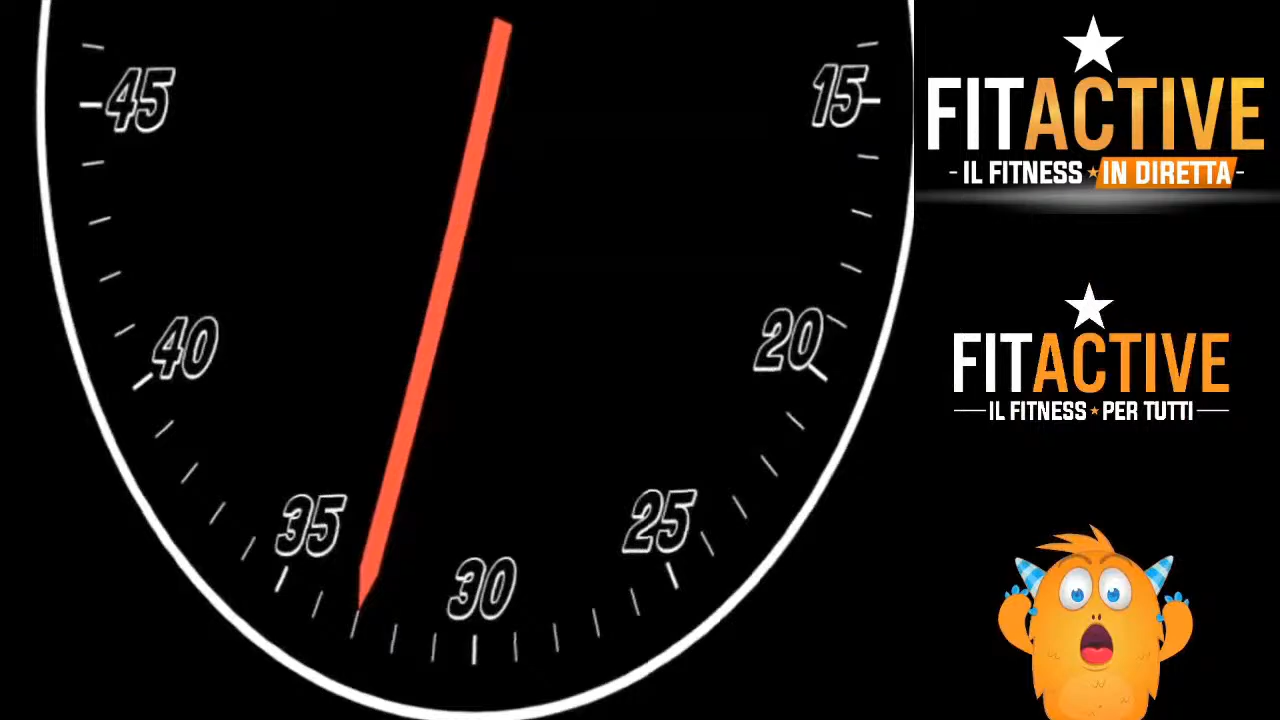 45
15
40
20
35
25
30
FITACTIVE
- IL FITNESS ★ IN DIRETTA -
FITACTIVE
IL FITNESS ★ PER TUTTI